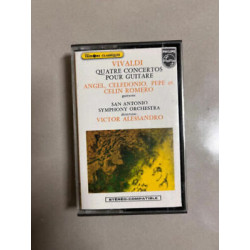 VIVALDI
QUATRE CONCERTOS
POUR GUITARE
ANGEL, CELEDONIO, PEPE et
CELIN ROMERO
guitares
SAN ANTONIO
SYMPHONY ORCHESTRA
direction:
VICTOR ALESSANDRO
STEREO-COMPATIBLE